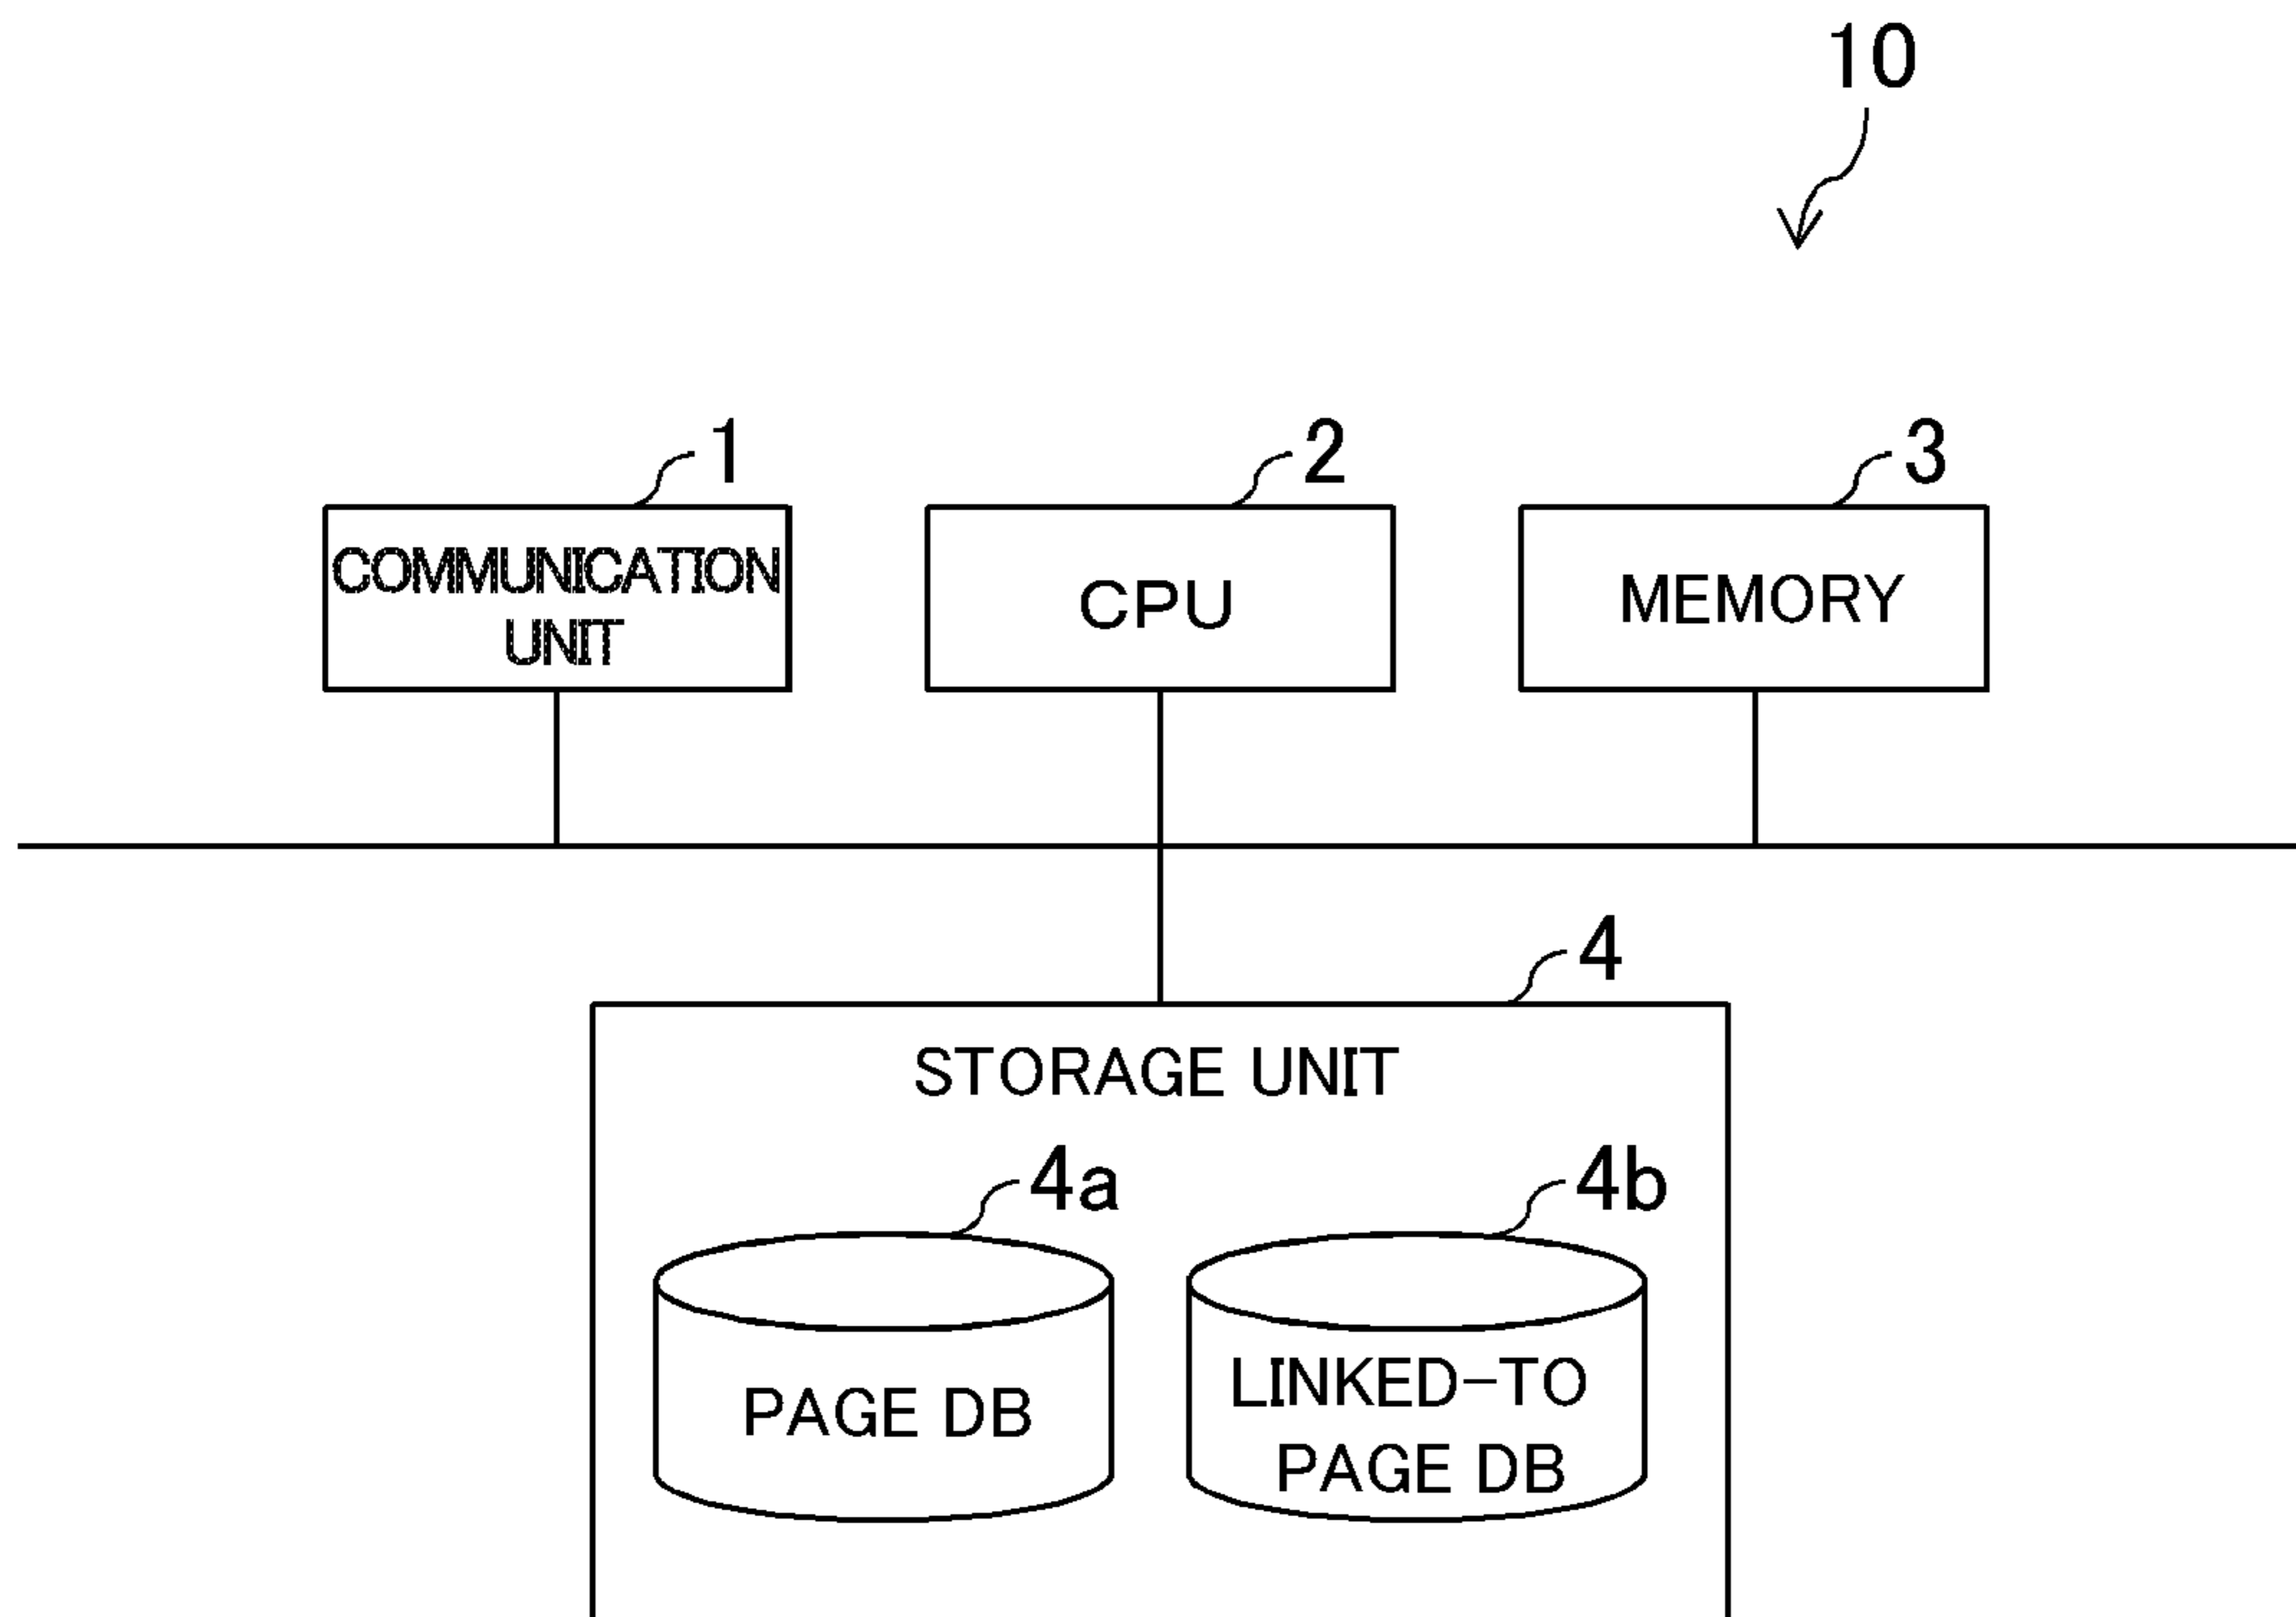 10
1
2
3
COMMUNICATION
UNIT
CPU
MEMORY
4
STORAGE UNIT
4a
4b
PAGE DB
LINKED-TO
PAGE DB